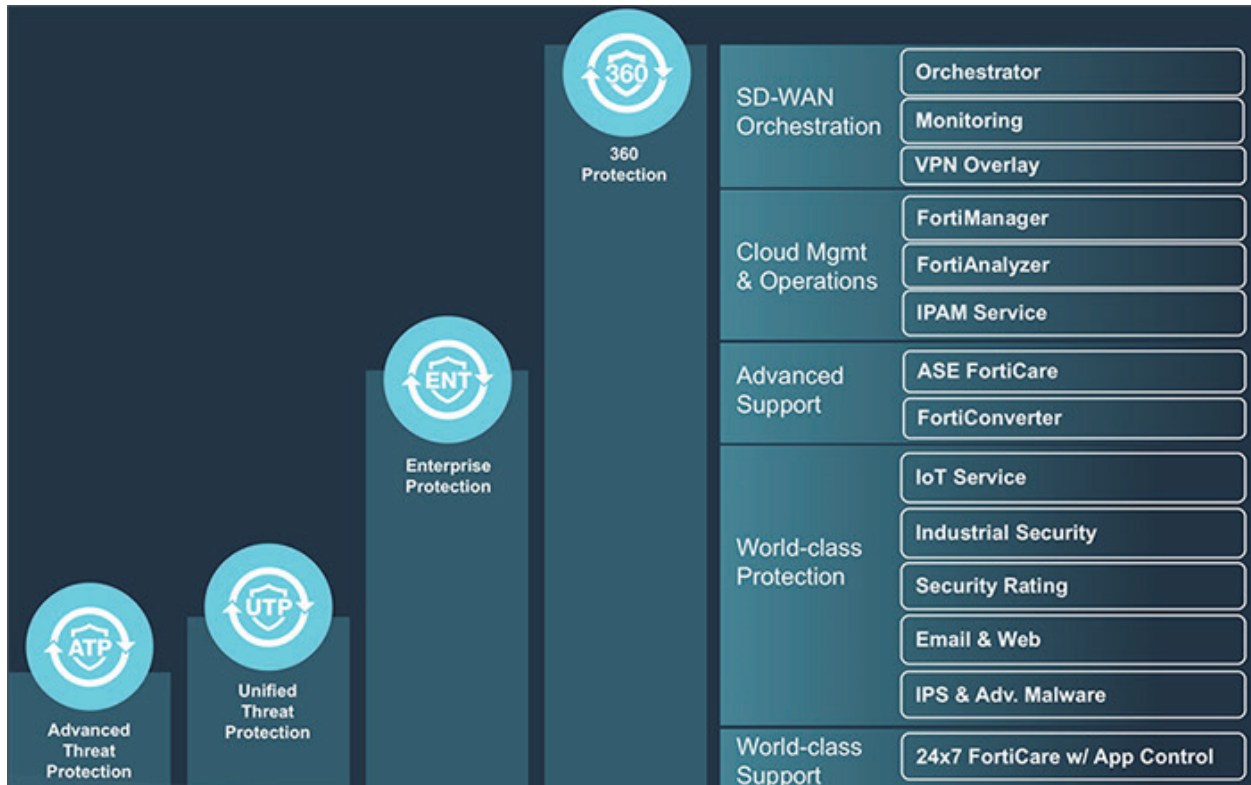 360
360
Protection
ENT
Enterprise
Protection
UTP
Unified
Threat
Protection
ATP
Advanced
Threat
Protection
SD-WAN
Orchestration
Orchestrator
Monitoring
VPN Overlay
Cloud Mgmt
& Operations
FortiManager
FortiAnalyzer
IPAM Service
Advanced
Support
ASE FortiCare
FortiConverter
World-class
Protection
IoT Service
Industrial Security
Security Rating
Email & Web
IPS & Adv. Malware
World-class
Support
24x7 FortiCare w/ App Control